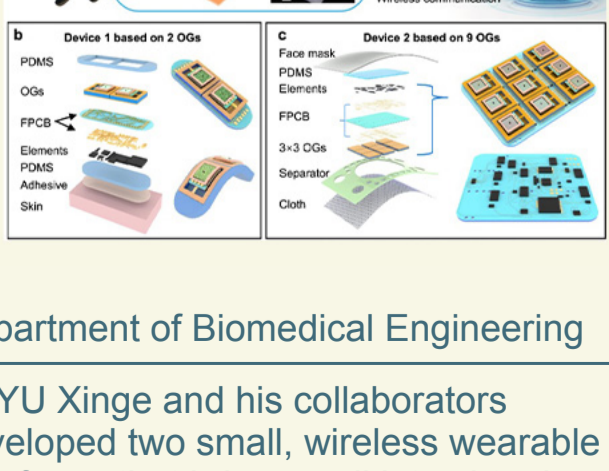 Wireless communication
b Device 1 based on 2 OGs
PDMS
OGs
FPCB
Elements
PDMS
Adhesive
Skin
c Device 2 based on 9 OGs
Face mask
PDMS
Elements
FPCB
3×3 OGs
Separator
Cloth
partment of Biomedical Engineering
YU Xinge and his collaborators
veloped two small, wireless wearable